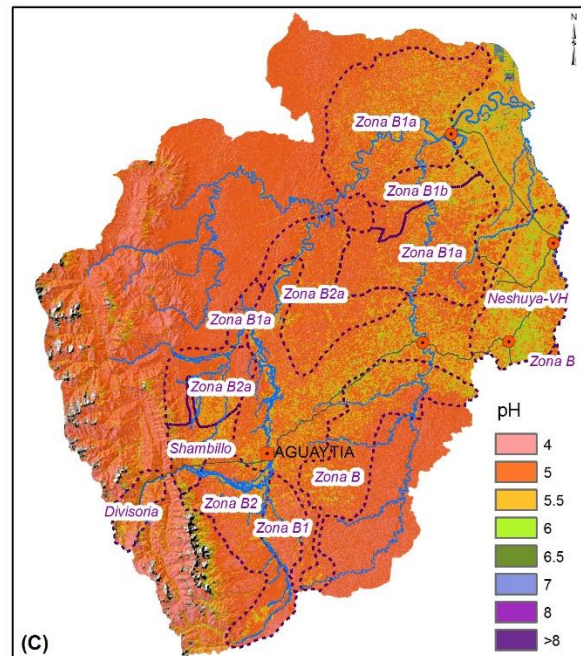 N
Zona B1a
Zona B1b
Zona B1a
Zona B2a
Neshuya-VH
Zona B1a
Zona B
Zona B2a
pH
4
Shambillo
AGUAYTIA
5
Zona B
5.5
Divisoria
Zona B2
6
Zona B1
6.5
7
8
(C)
>8